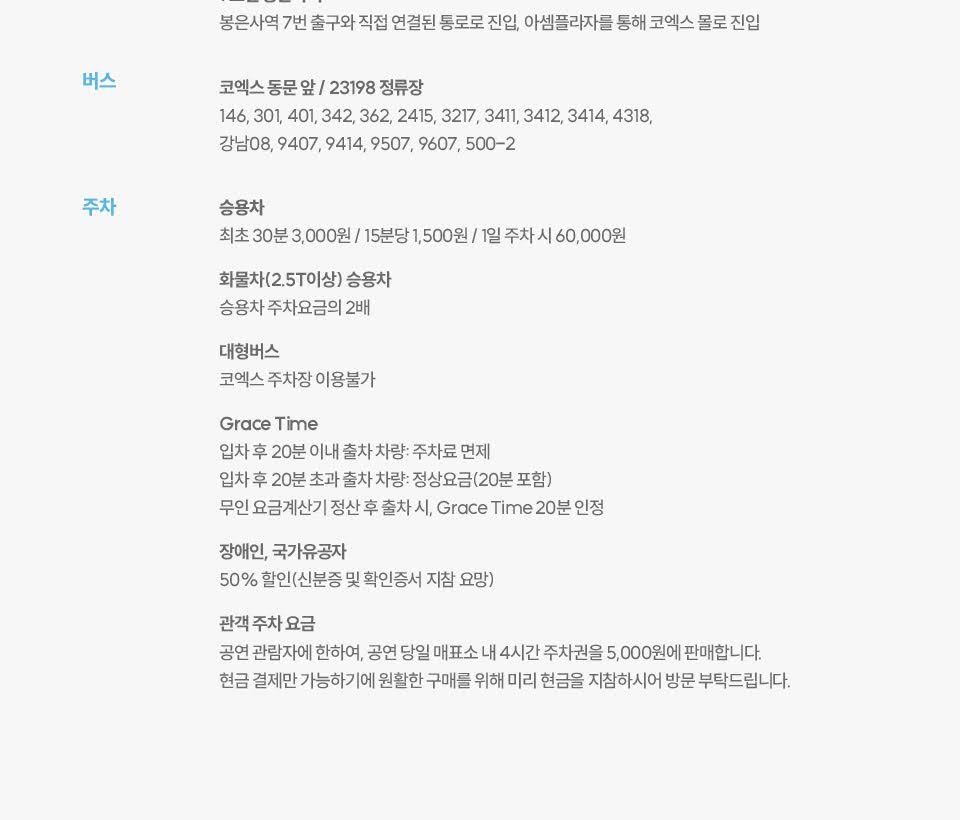 봉은사역 7번 출구와 직접 연결된 통로로 진입, 아셈플라자를 통해 코엑스 몰로 진입
버스
코엑스 동문 앞 / 23198 정류장
146, 301, 401, 342, 362, 2415, 3217, 3411, 3412, 3414, 4318,
강남08, 9407, 9414, 9507, 9607, 500-2
주차
승용차
최초 30분 3,000원 / 15분당 1,500원 / 1일 주차 시 60,000원
화물차(2.5T이상) 승용차
승용차 주차요금의 2배
대형버스
코엑스 주차장 이용불가
Grace Time
입차 후 20분 이내 출차 차량: 주차료 면제
입차 후 20분 초과 출차 차량: 정상요금(20분 포함)
무인 요금계산기 정산 후 출차 시, Grace Time 20분 인정
장애인, 국가유공자
50% 할인(신분증 및 확인증서 지참 요망)
관객 주차 요금
공연 관람자에 한하여, 공연 당일 매표소 내 4시간 주차권을 5,000원에 판매합니다.
현금 결제만 가능하기에 원활한 구매를 위해 미리 현금을 지참하시어 방문 부탁드립니다.